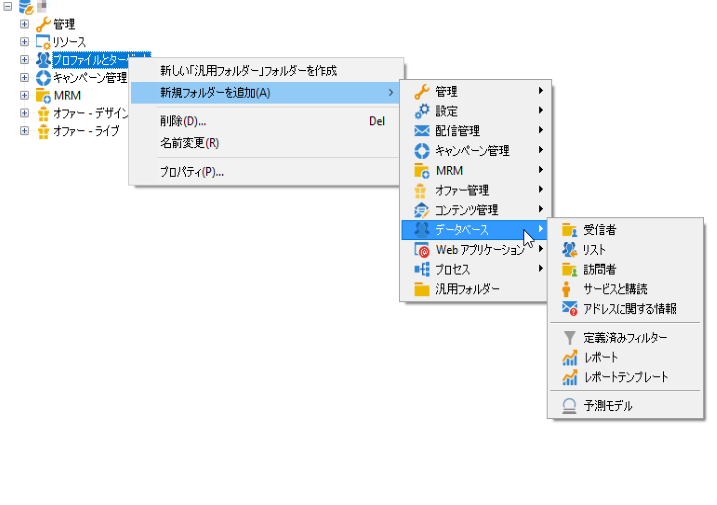 管理
リソース
プロファイルとターゲット
キャンペーン管理
MRM
オファー - デザイン
オファー - ライブ
新しい「汎用フォルダー」フォルダーを作成
新規フォルダーを追加(A)
削除(D)... Del
名前変更(R)
プロパティ(P)...
管理
設定
配信管理
キャンペーン管理
MRM
オファー管理
コンテンツ管理
データベース
Web アプリケーション
プロセス
汎用フォルダー
受信者
リスト
訪問者
サービスと購読
アドレスに関する情報
定義済みフィルター
レポート
レポートテンプレート
予測モデル